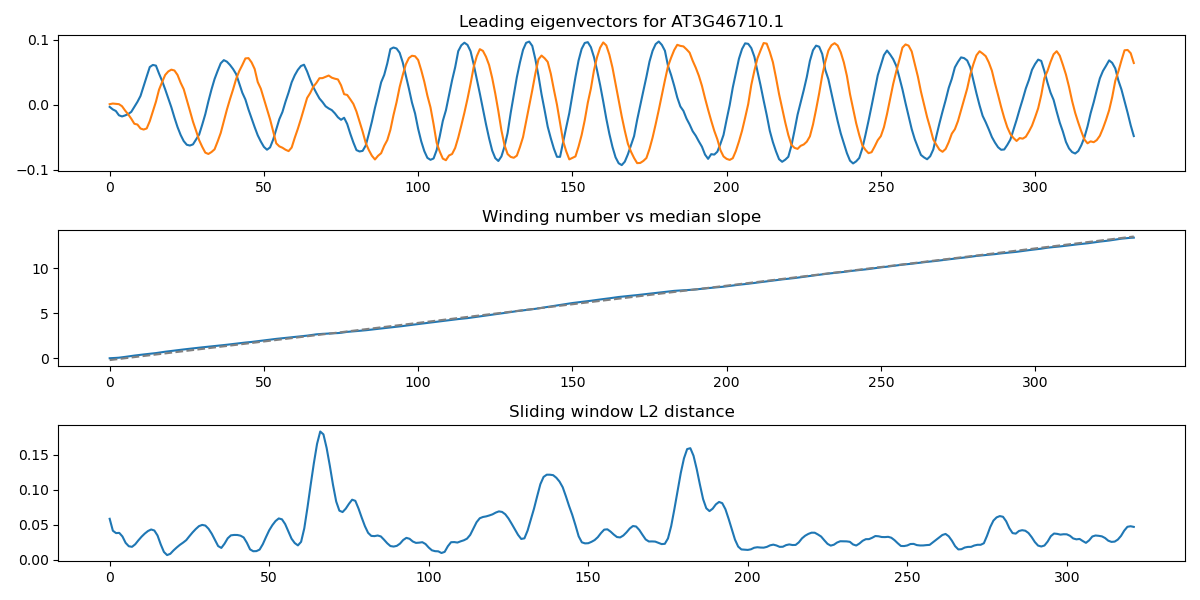 Leading eigenvectors for AT3G46710.1
0.1
0.0
−0.1
0 50 100 150 200 250 300
Winding number vs median slope
10
5
0
0 50 100 150 200 250 300
Sliding window L2 distance
0.15
0.10
0.05
0.00
0 50 100 150 200 250 300